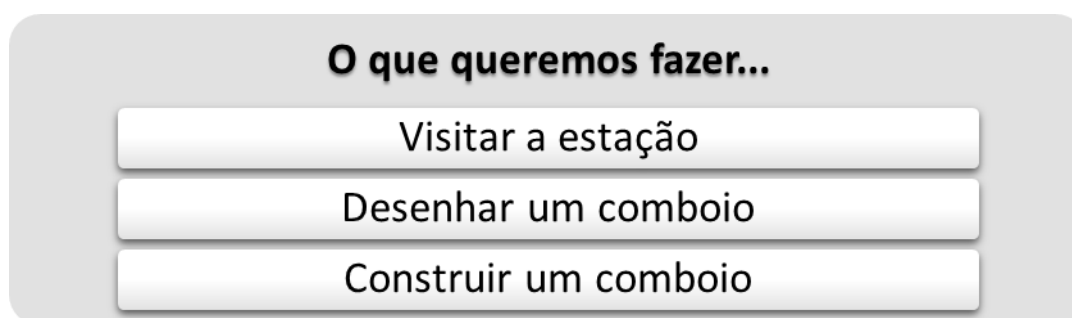 O que queremos fazer...
Visitar a estação
Desenhar um comboio
Construir um comboio